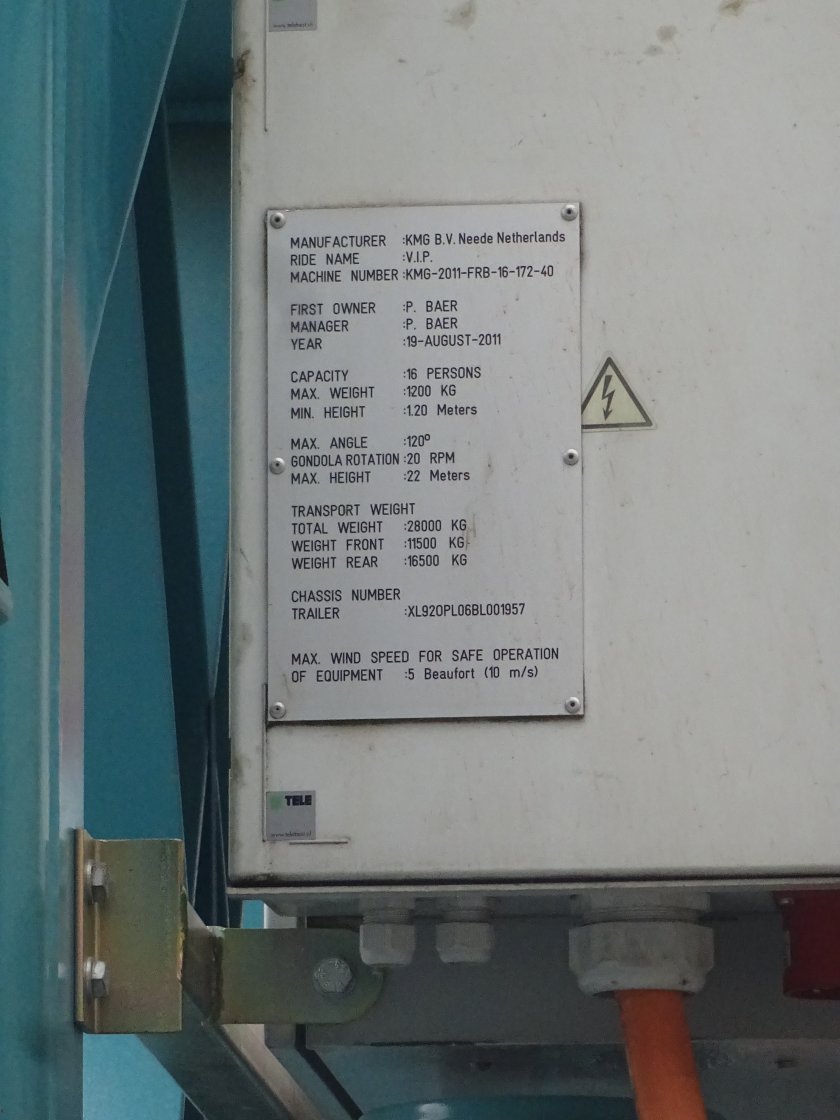 MANUFACTURER :KMG B.V. Neede Netherlands
RIDE NAME :V.I.P.
MACHINE NUMBER :KMG-2011-FRB-16-172-40
FIRST OWNER :P. BAER
MANAGER :P. BAER
YEAR :19-AUGUST-2011
CAPACITY :16 PERSONS
MAX. WEIGHT :1200 KG
MIN. HEIGHT :1.20 Meters
MAX. ANGLE :120º
GONDOLA ROTATION :20 RPM
MAX. HEIGHT :22 Meters
TRANSPORT WEIGHT
TOTAL WEIGHT :28000 KG
WEIGHT FRONT :11500 KG
WEIGHT REAR :16500 KG
CHASSIS NUMBER
TRAILER :XL920PL06BL001957
MAX. WIND SPEED FOR SAFE OPERATION
OF EQUIPMENT :5 Beaufort (10 m/s)
TELE